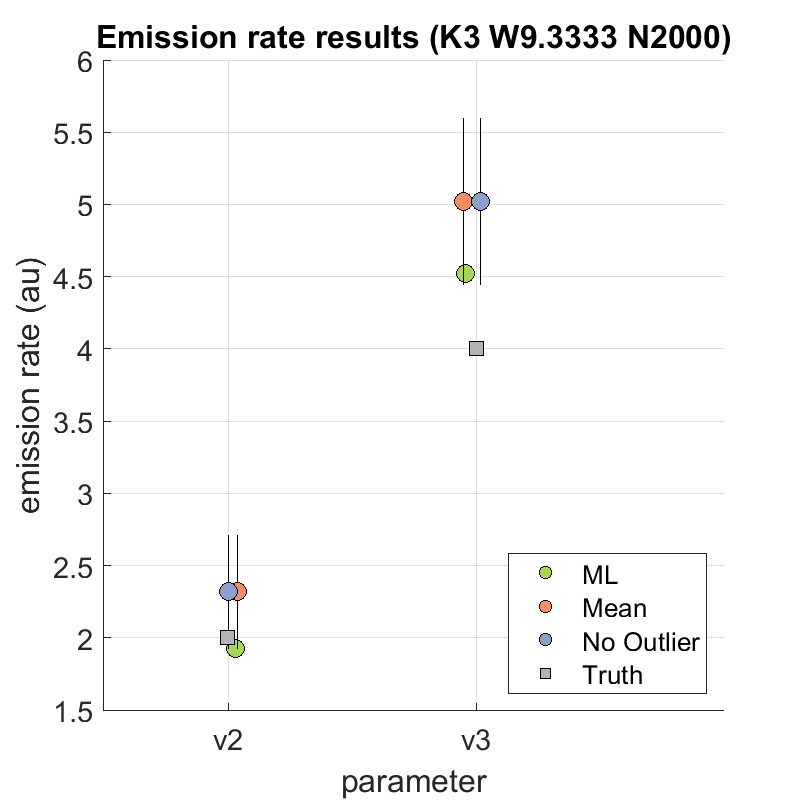 Emission rate results (K3 W9.3333 N2000)
6
5.5
5
4.5
4
3.5
3
2.5
2
1.5
emission rate (au)
v2
v3
parameter
ML
Mean
No Outlier
Truth